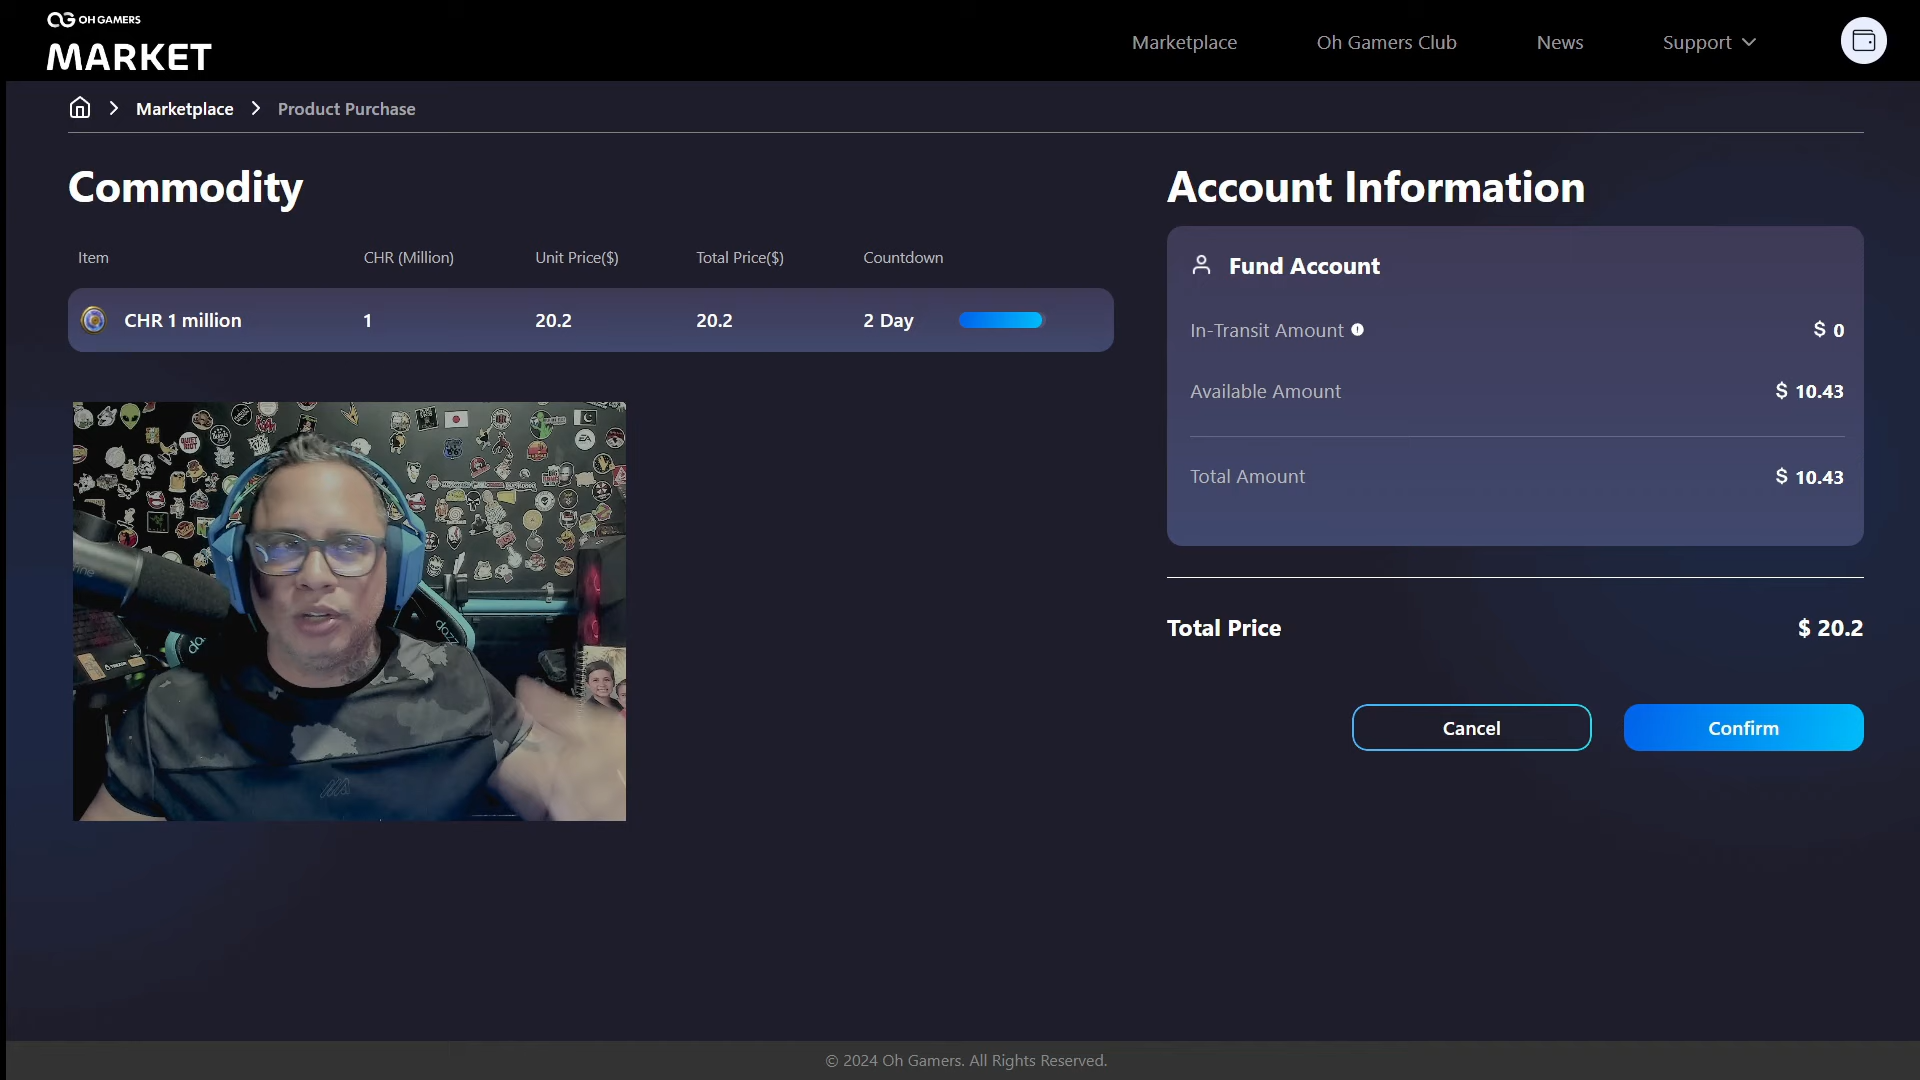 OH GAMERS
MARKET
Marketplace
Oh Gamers Club
News
Support
Marketplace
Product Purchase
Commodity
Item
CHR (Million)
Unit Price($)
Total Price($)
Countdown
CHR 1 million
1
20.2
20.2
2 Day
Account Information
Fund Account
In-Transit Amount
$ 0
Available Amount
$ 10.43
Total Amount
$ 10.43
Total Price
$ 20.2
Cancel
Confirm
QUIET
RIOT
EA
© 2024 Oh Gamers. All Rights Reserved.